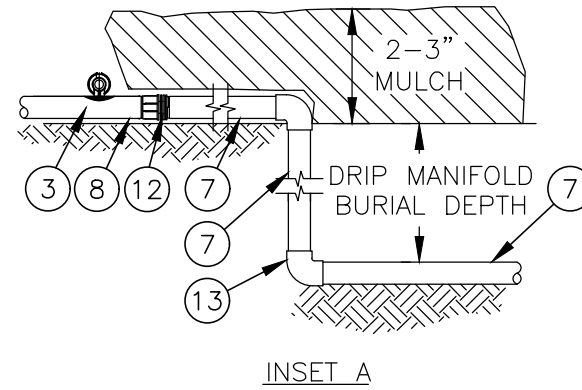 2-3”
MULCH
3
8
12
7
DRIP MANIFOLD
BURIAL DEPTH
7
7
13
INSET A